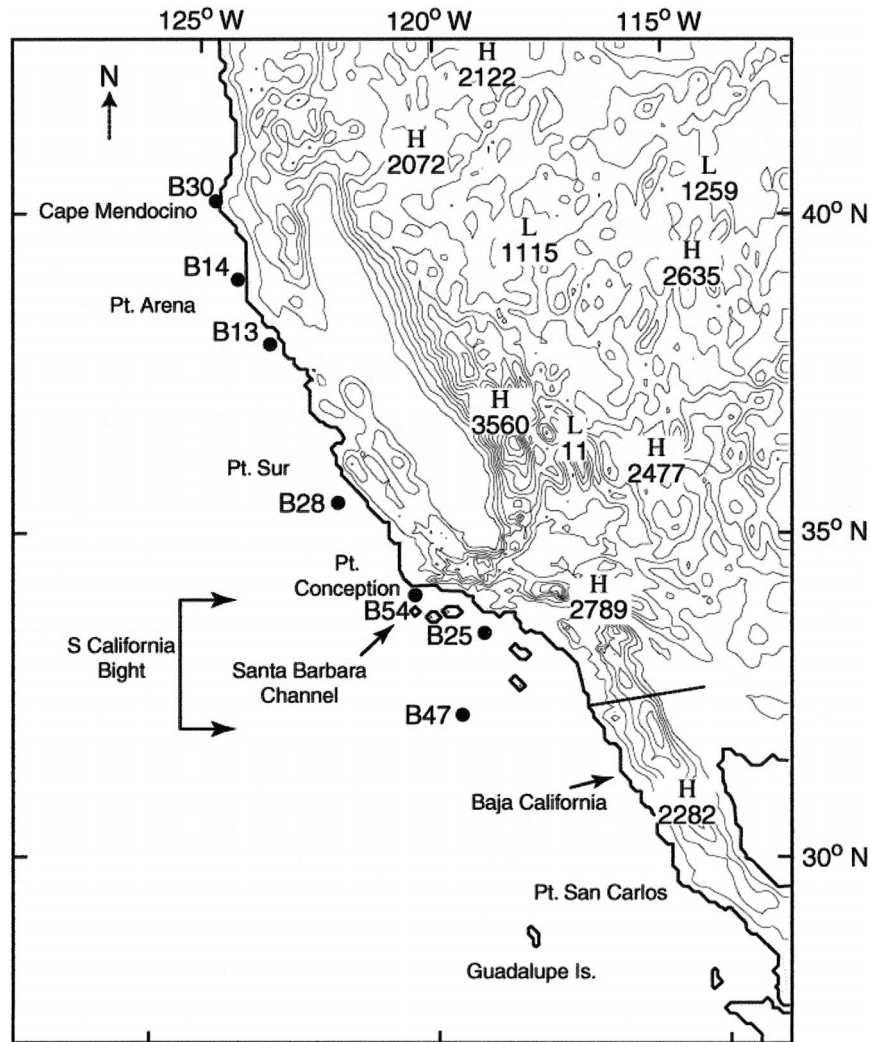 125° W 120° W 115° W
N
H
2122
H
2072
L
1259
B30
Cape Mendocino
40° N
L
1115
H
2635
B14
Pt. Arena
B13
H
3560
L
11
H
2477
Pt. Sur
B28
35° N
Pt.
Conception
H
2789
B54
B25
S California
Bight
Santa Barbara
Channel
B47
Baja California
H
2282
30° N
Pt. San Carlos
Guadalupe Is.